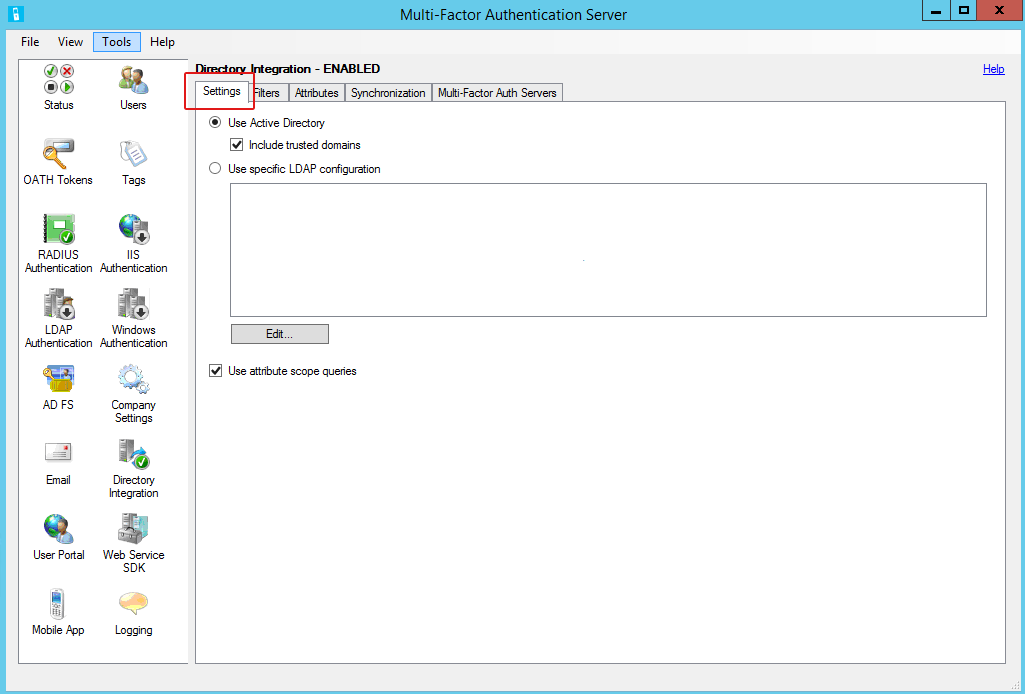 Multi-Factor Authentication Server
File View Tools Help
Status
Users
OATH Tokens
Tags
RADIUS
Authentication
IIS
Authentication
LDAP
Authentication
Windows
Authentication
AD FS
Company
Settings
Email
Directory
Integration
User Portal
Web Service
SDK
Mobile App
Logging
Directory Integration - ENABLED
Help
Settings Filters Attributes Synchronization Multi-Factor Auth Servers
Use Active Directory
Include trusted domains
Use specific LDAP configuration
Edit...
Use attribute scope queries